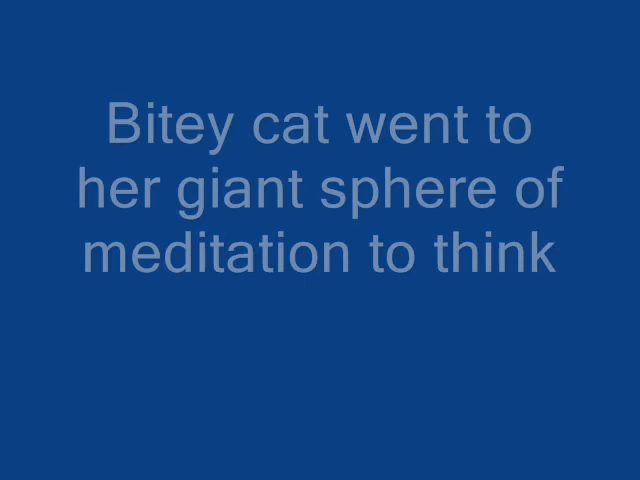 Bitey cat went to
her giant sphere of
meditation to think